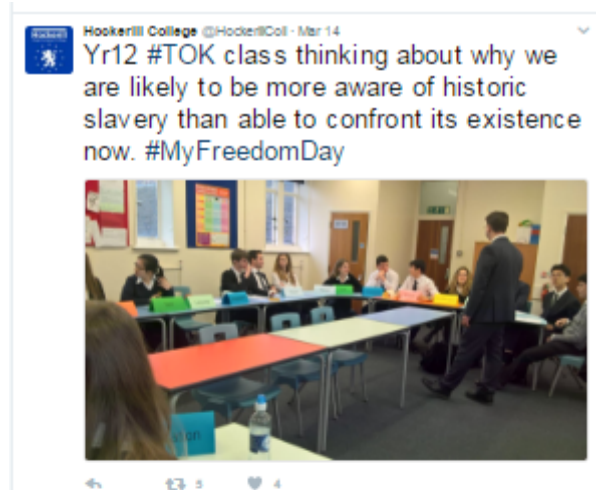 Hockerill College @HockerillColl · Mar 14
Yr12 #TOK class thinking about why we
are likely to be more aware of historic
slavery than able to confront its existence
now. #MyFreedomDay
5 4